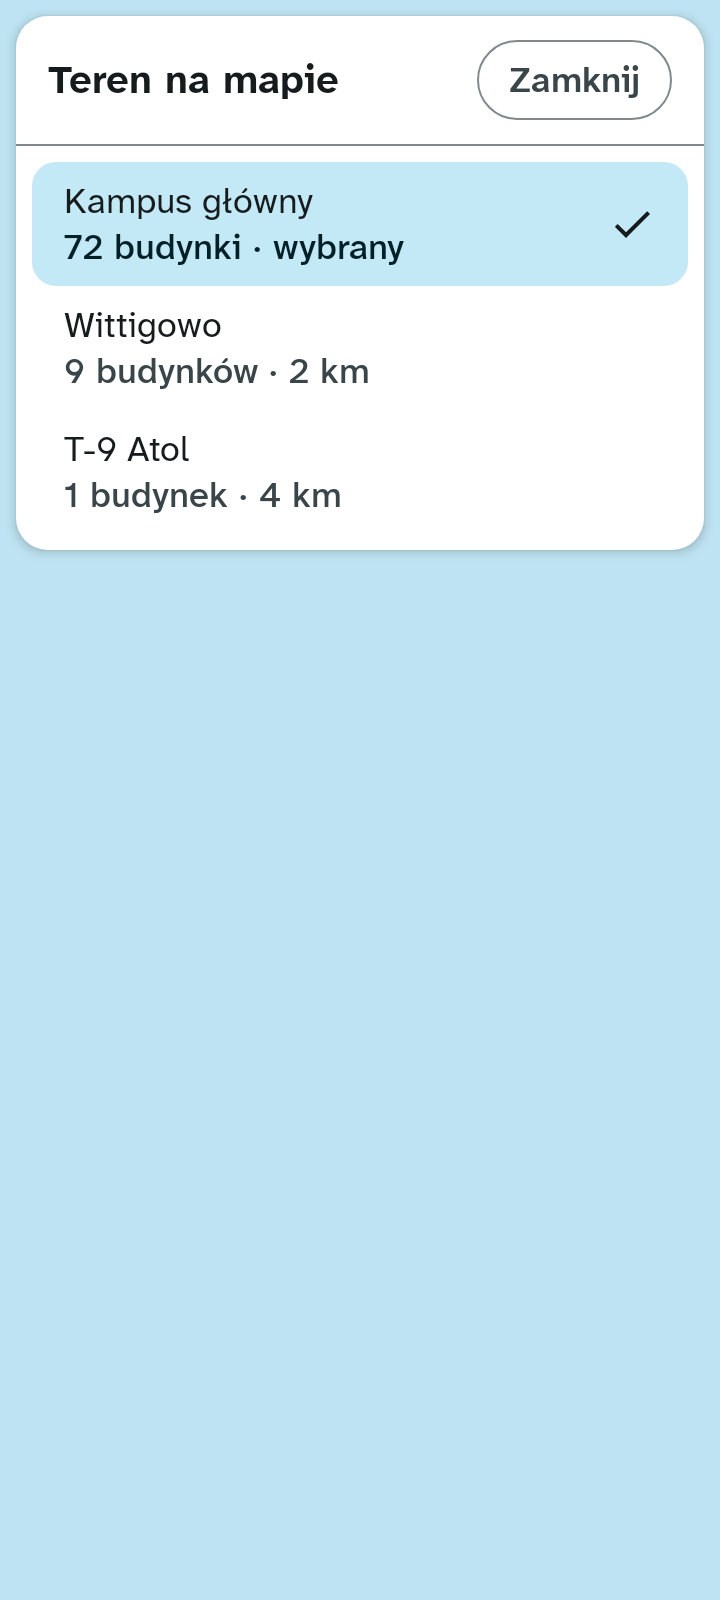 Teren na mapie
Zamknij
Kampus główny
72 budynki · wybrany
Wittigowo
9 budynków · 2 km
T-9 Atol
1 budynek · 4 km